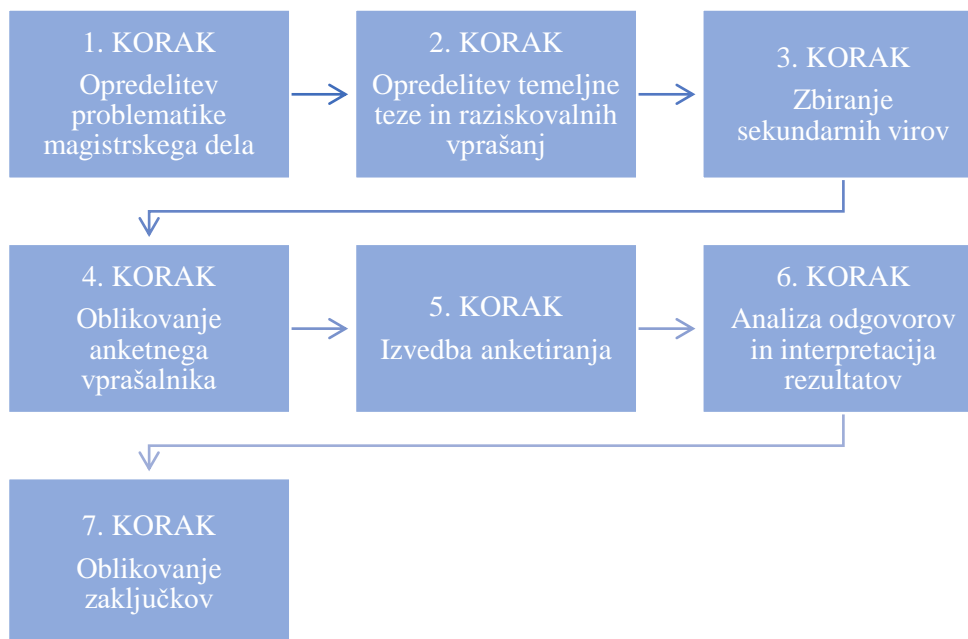 1. KORAK
Opredelitev
problematike
magistrskega dela
2. KORAK
Opredelitev temeljne
teze in raziskovalnih
vprašanj
3. KORAK
Zbiranje
sekundarnih virov
4. KORAK
Oblikovanje
anketnega
vprašalnika
5. KORAK
Izvedba anketiranja
6. KORAK
Analiza odgovorov
in interpretacija
rezultatov
7. KORAK
Oblikovanje
zaključkov